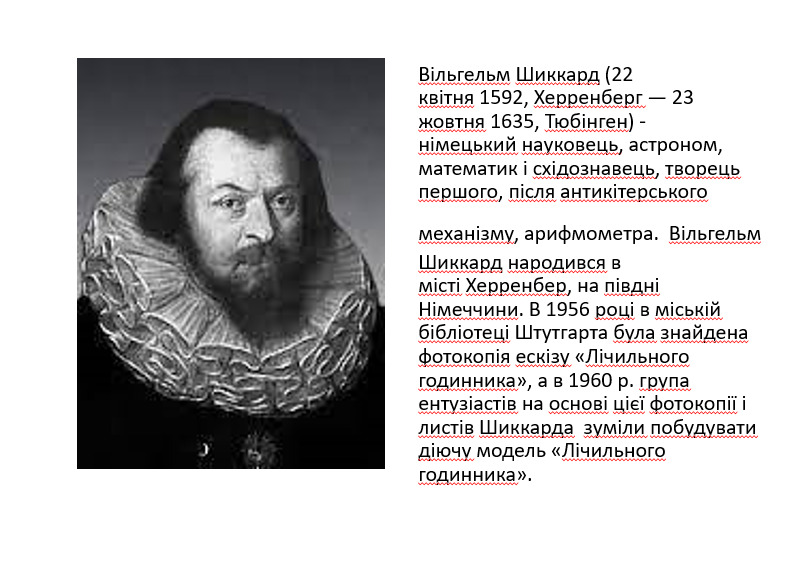 Вільгельм Шиккард (22
квітня 1592, Херренберг — 23
жовтня 1635, Тюбінген) -
німецький науковець, астроном,
математик і східознавець, творець
першого, після антикітерського
механізму, арифмометра.  Вільгельм
Шиккард народився в
місті Херренбер, на півдні
Німеччини. В 1956 році в міській
бібліотеці Штутгарта була знайдена
фотокопія ескізу «Лічильного
годинника», а в 1960 р. група
ентузіастів на основі цієї фотокопії і
листів Шиккарда  зуміли побудувати
діючу модель «Лічильного
годинника».